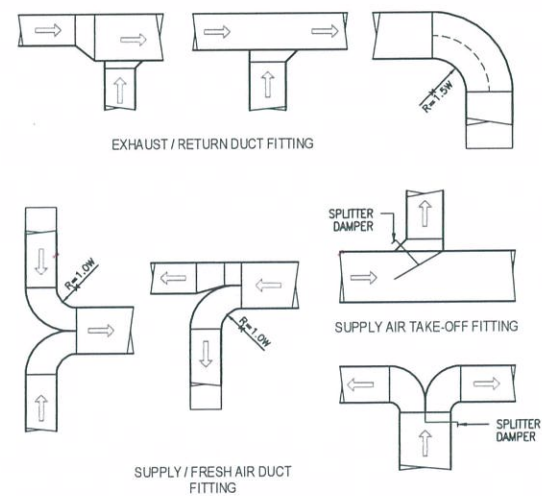 R=1.5W
EXHAUST / RETURN DUCT FITTING
SPLITTER
DAMPER
R=1.0W
R=1.0W
SUPPLY AIR TAKE-OFF FITTING
SPLITTER
DAMPER
SUPPLY / FRESH AIR DUCT
FITTING